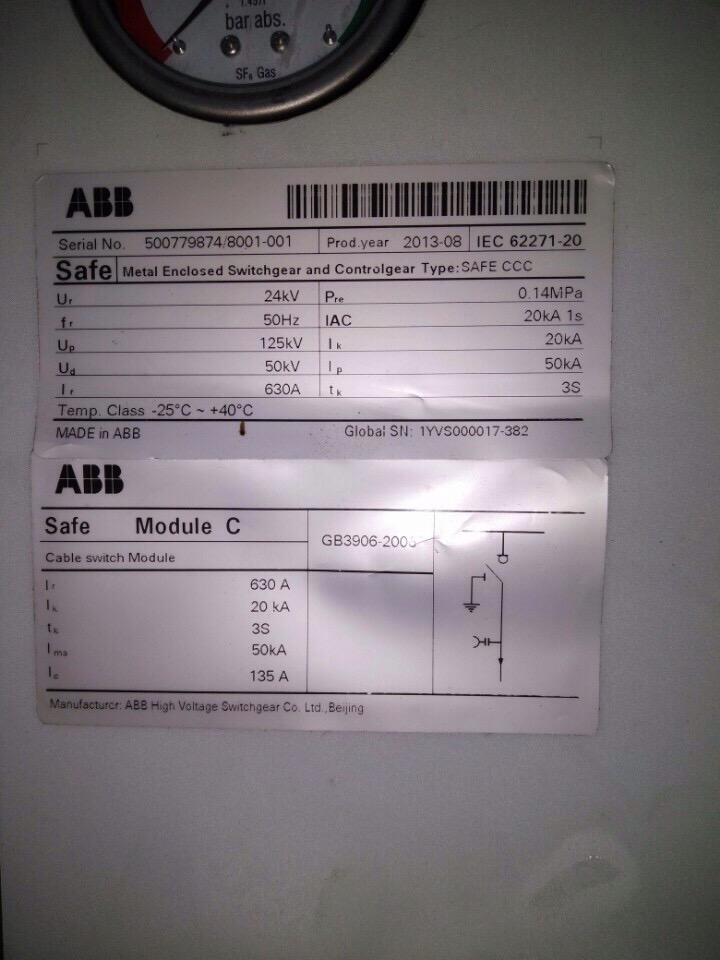 bar abs.
SF₆ Gas
ABB
Serial No. 500779874/8001-001 Prod.year 2013-08 IEC 62271-20
Safe Metal Enclosed Switchgear and Controlgear Type:SAFE CCC
Ur 24kV Pre 0.14MPa
fr 50Hz IAC 20kA 1s
Up 125kV Ik 20kA
Ud 50kV Ip 50kA
Ir 630A tk 3S
Temp. Class -25°C ~ +40°C
MADE in ABB Global SN: 1YVS000017-382
ABB
Safe Module C
GB3906-2006
Cable switch Module
Ir 630 A
Ik 20 kA
tk 3S
Ima 50kA
Ic 135 A
Manufacturer: ABB High Voltage Switchgear Co. Ltd.,Beijing